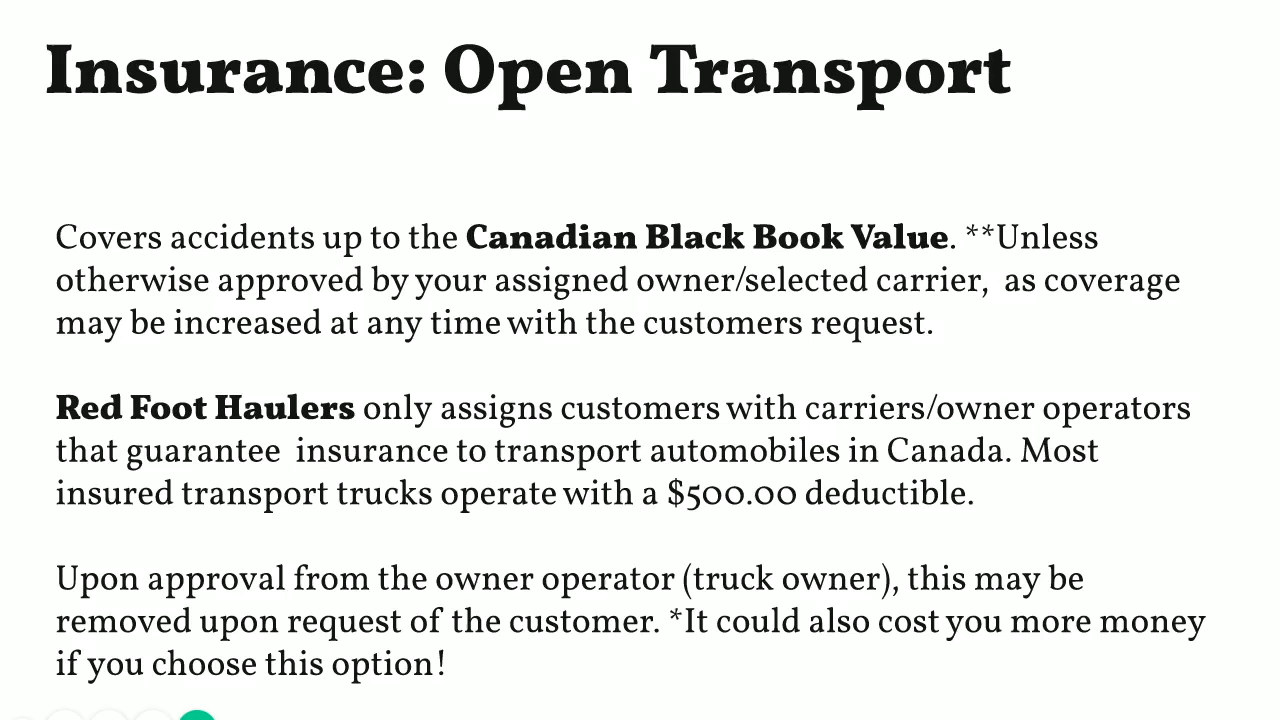 Insurance: Open Transport
Covers accidents up to the Canadian Black Book Value. **Unless
otherwise approved by your assigned owner/selected carrier,  as coverage
may be increased at any time with the customers request.
Red Foot Haulers only assigns customers with carriers/owner operators
that guarantee  insurance to transport automobiles in Canada. Most
insured transport trucks operate with a $500.00 deductible.
Upon approval from the owner operator (truck owner), this may be
removed upon request of the customer. *It could also cost you more money
if you choose this option!